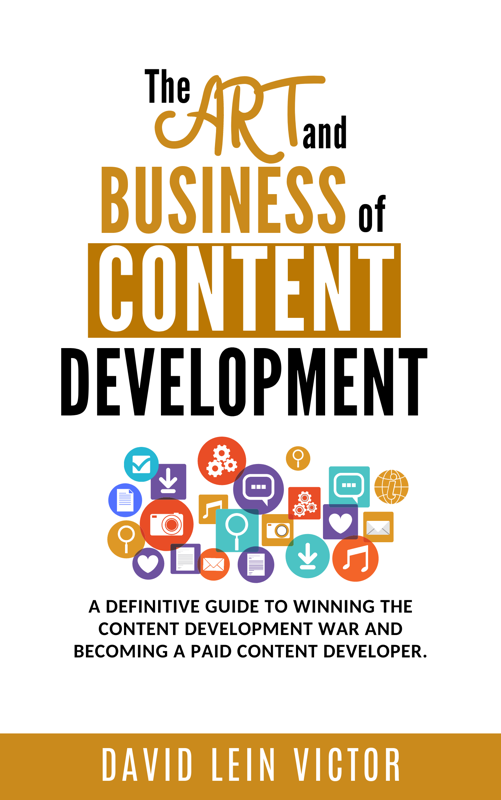 The ART and
BUSINESS of
CONTENT
DEVELOPMENT
A DEFINITIVE GUIDE TO WINNING THE
CONTENT DEVELOPMENT WAR AND
BECOMING A PAID CONTENT DEVELOPER.
DAVID LEIN VICTOR